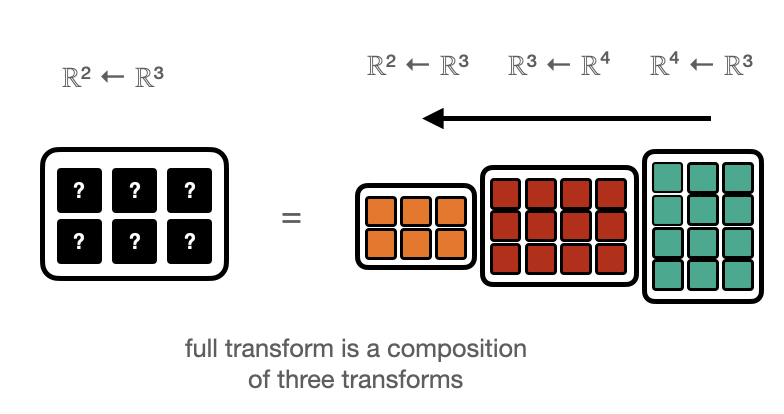 ℝ² ← ℝ³
ℝ² ← ℝ³ ℝ³ ← ℝ⁴ ℝ⁴ ← ℝ³
? ? ?
? ? ?
=
full transform is a composition
of three transforms